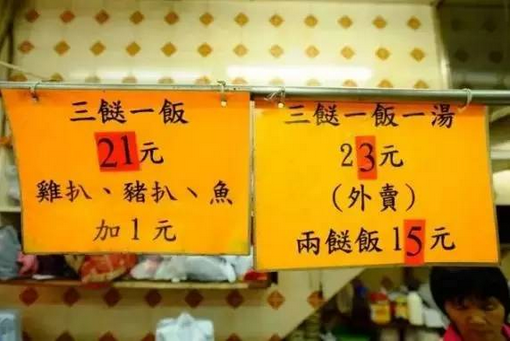 三餸一飯
21元
雞扒、豬扒、魚
加1元
三餸一飯一湯
23元
(外賣)
兩餸飯15元